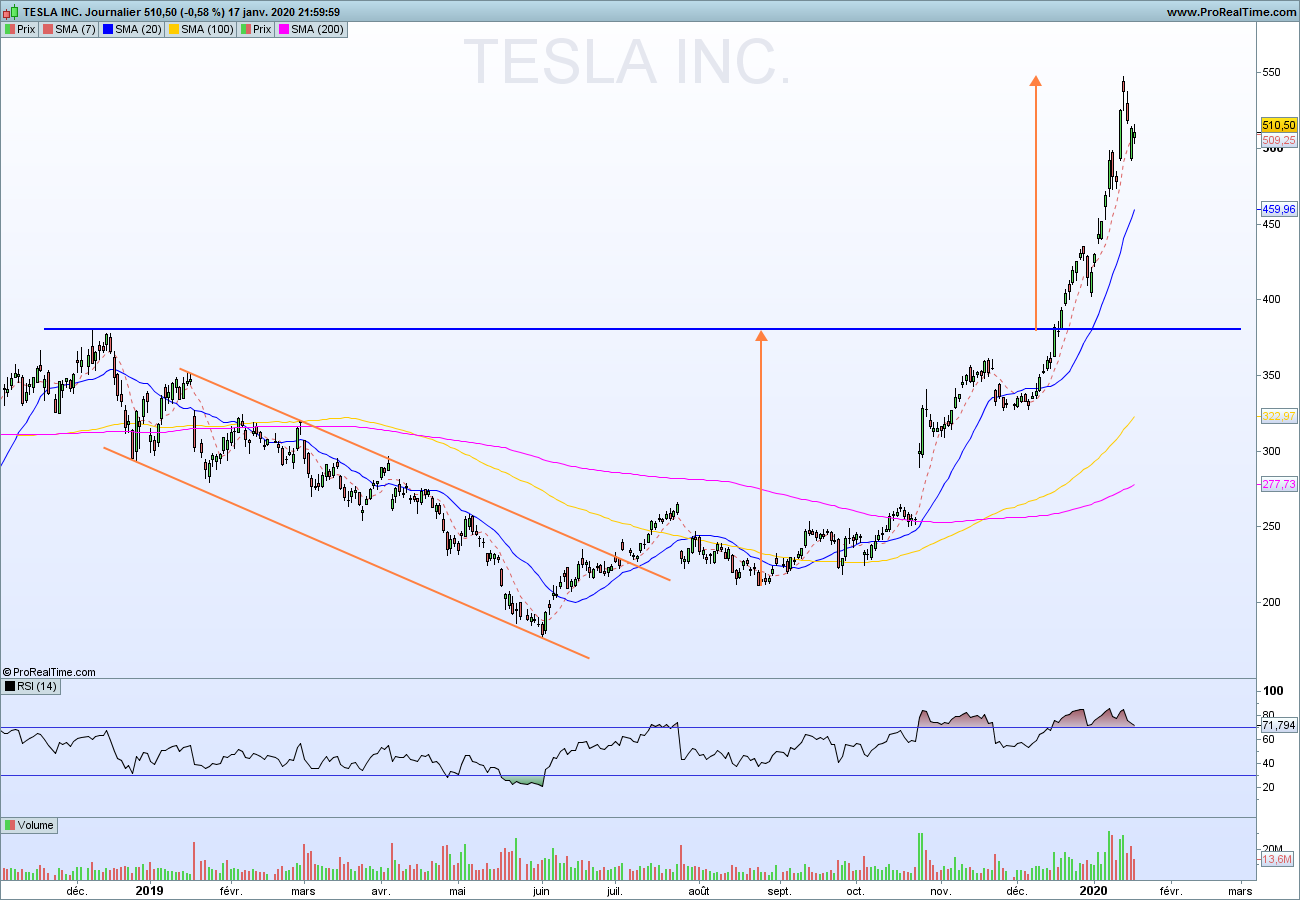 TESLA INC. Journalier 510,50 (-0,58 %) 17 janv. 2020 21:59:59 www.ProRealTime.com
Prix SMA (7) SMA (20) SMA (100) Prix SMA (200)
TESLA INC.
550
510,50
509,25
500
459,96
450
400
350
322,97
300
277,73
250
200
© ProRealTime.com
RSI (14)
100
80
71,794
60
40
20
Volume
20M
13,6M
déc. 2019 févr. mars avr. mai juin juil. août sept. oct. nov. déc. 2020 févr. mars